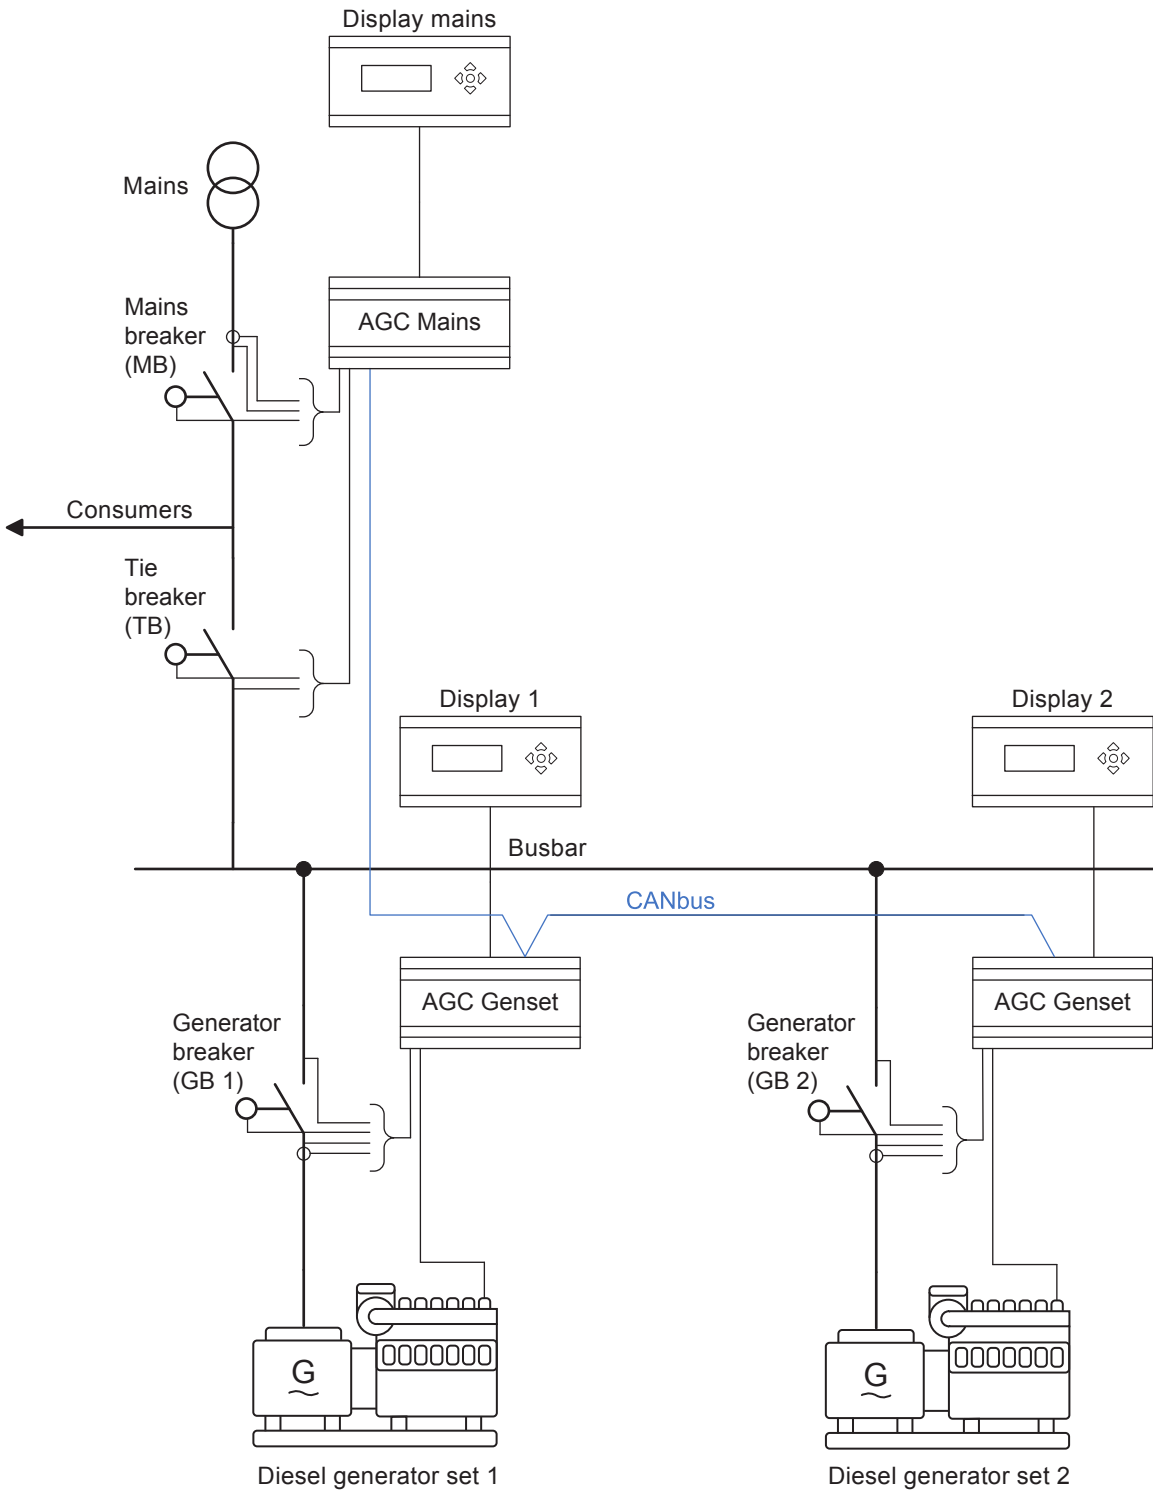 Display mains
Mains
Mains
breaker
(MB)
AGC Mains
Consumers
Tie
breaker
(TB)
Display 1
Display 2
Busbar
CANbus
AGC Genset
AGC Genset
Generator
breaker
(GB 1)
Generator
breaker
(GB 2)
G
G
Diesel generator set 1
Diesel generator set 2